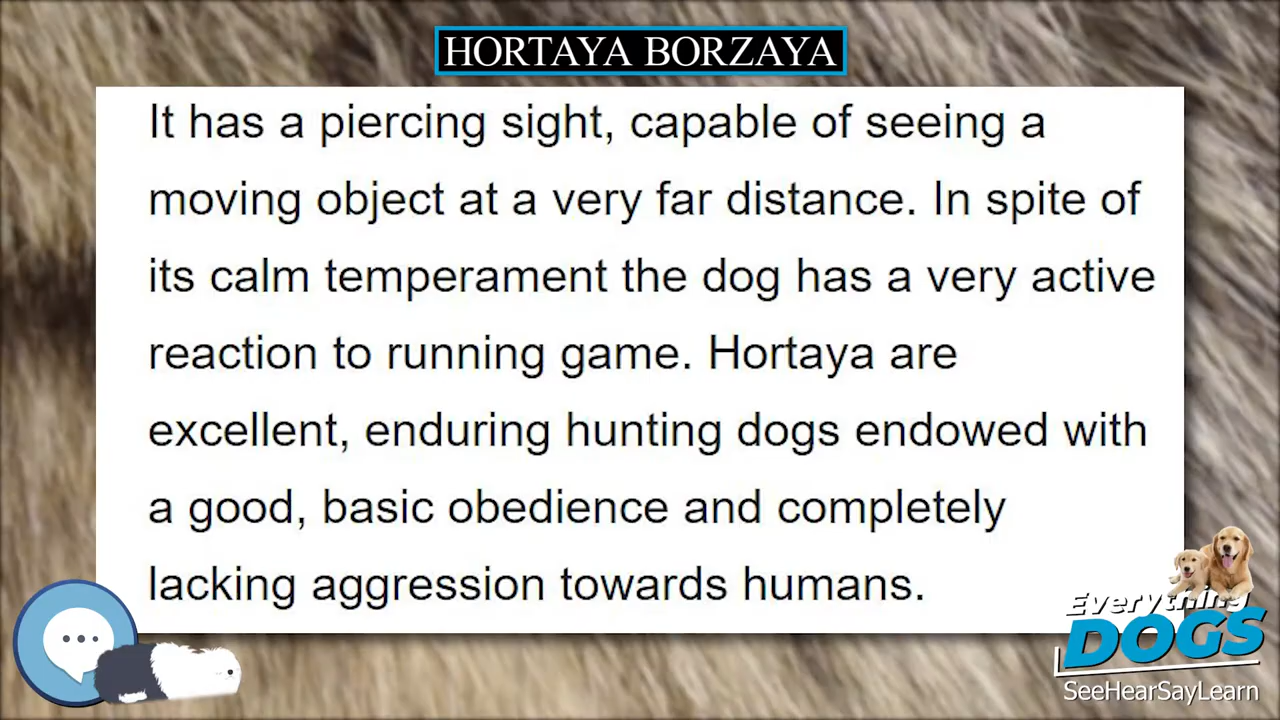 HORTAYA BORZAYA
It has a piercing sight, capable of seeing a
moving object at a very far distance. In spite of
its calm temperament the dog has a very active
reaction to running game. Hortaya are
excellent, enduring hunting dogs endowed with
a good, basic obedience and completely
lacking aggression towards humans.
Everything
DOGS
SeeHearSayLearn